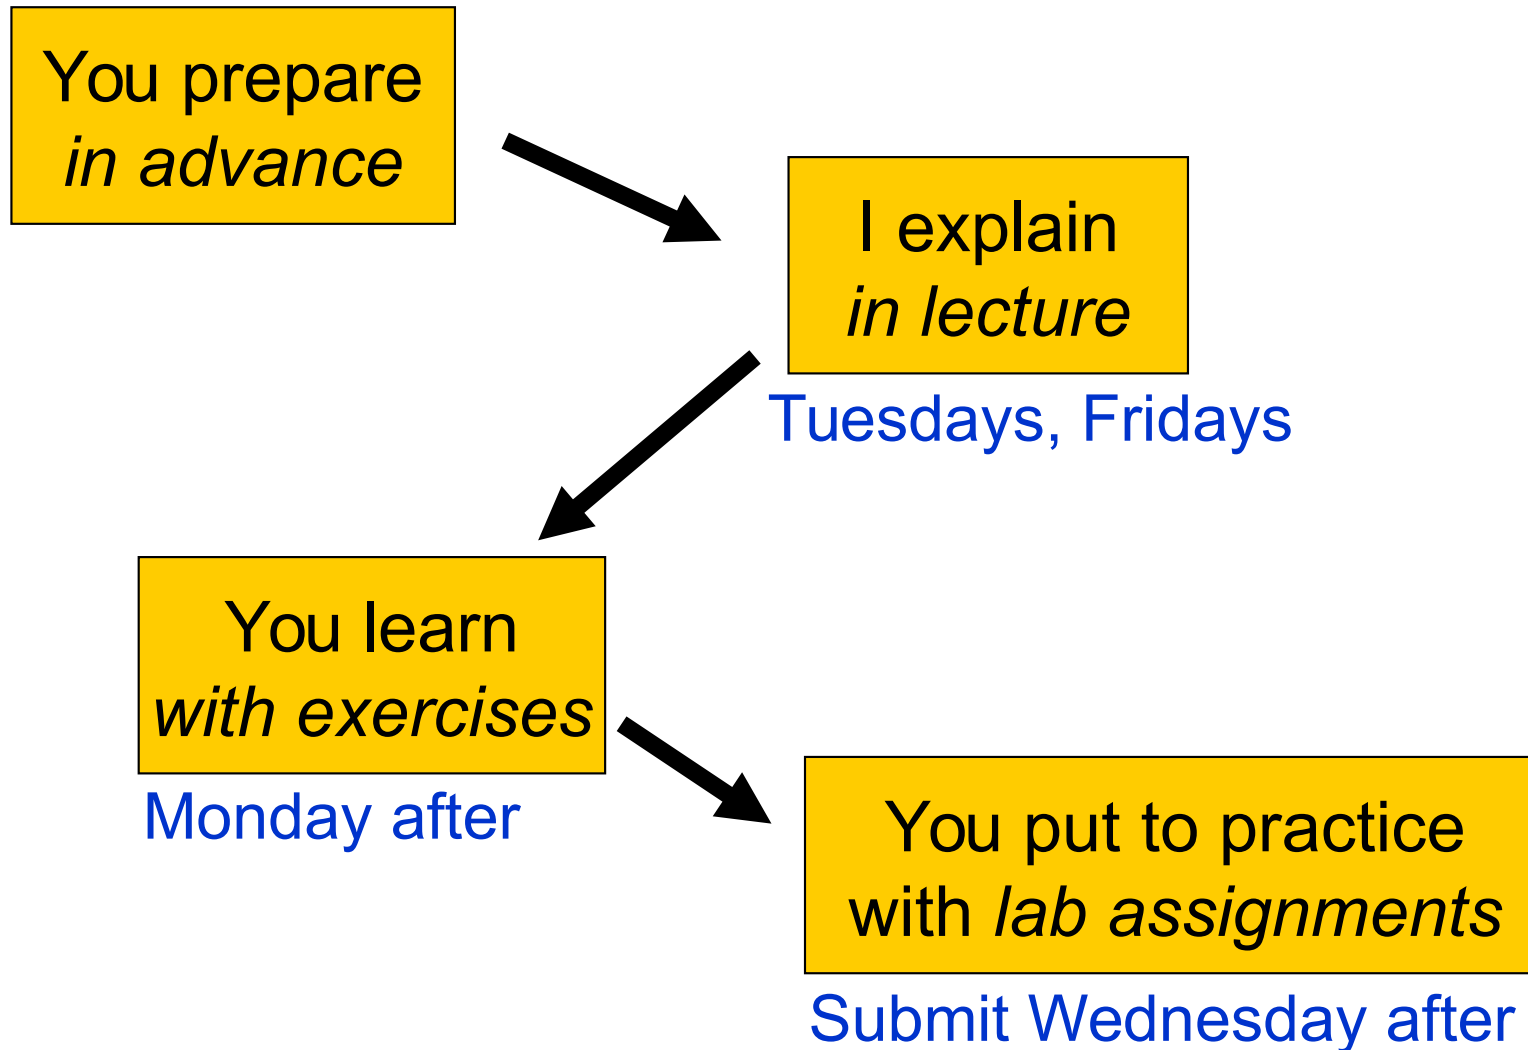 You prepare
in advance
I explain
in lecture
Tuesdays, Fridays
You learn
with exercises
Monday after
You put to practice
with lab assignments
Submit Wednesday after